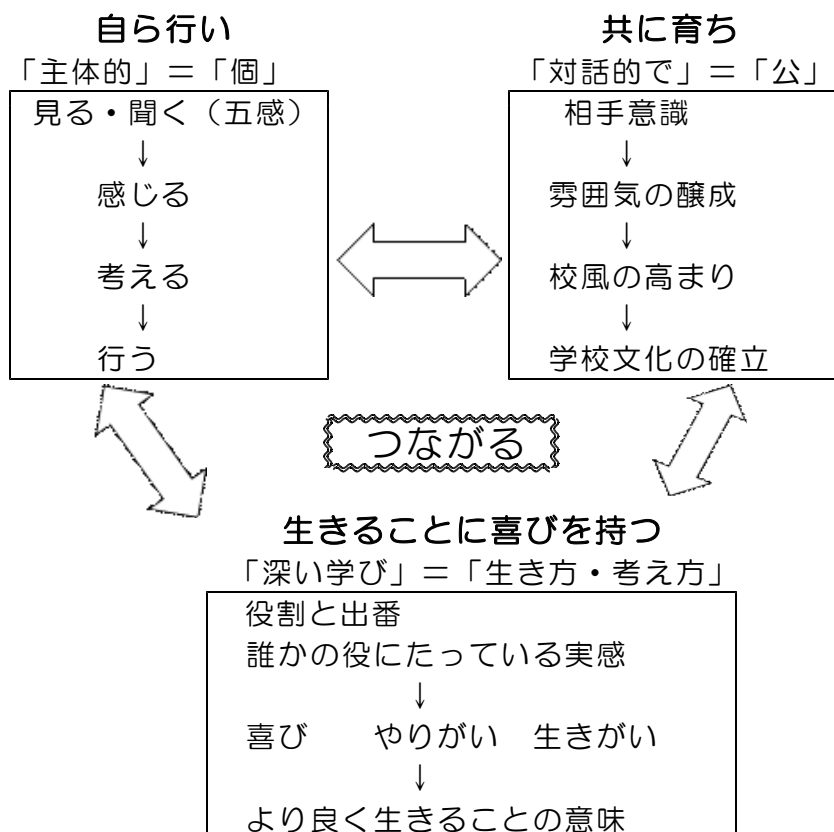 自ら行い
「主体的」＝「個」
見る・聞く（五感）
↓
感じる
↓
考える
↓
行う
共に育ち
「対話的で」＝「公」
相手意識
↓
雰囲気の醸成
↓
校風の高まり
↓
学校文化の確立
つながる
生きることに喜びを持つ
「深い学び」＝「生き方・考え方」
役割と出番
誰かの役にたっている実感
↓
喜び　　やりがい　生きがい
↓
より良く生きることの意味